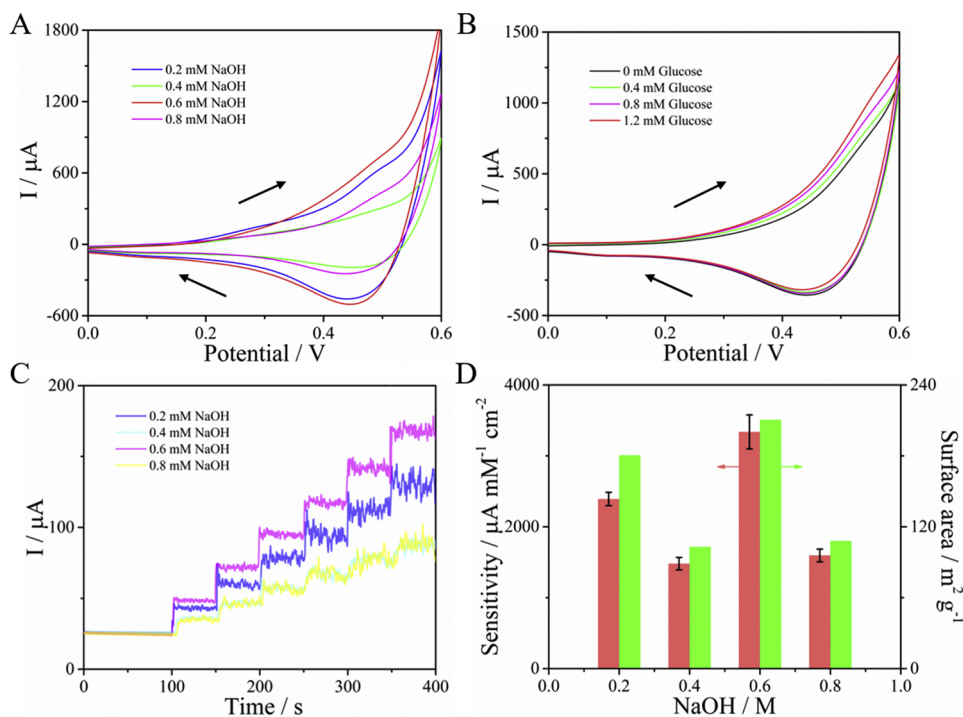 A
1800
1200
600
0
-600
I / μA
0.2 mM NaOH
0.4 mM NaOH
0.6 mM NaOH
0.8 mM NaOH
0.0
0.2
0.4
0.6
Potential / V
B
1500
1000
500
0
-500
I / μA
0 mM Glucose
0.4 mM Glucose
0.8 mM Glucose
1.2 mM Glucose
0.0
0.2
0.4
0.6
Potential / V
C
200
100
0
I / μA
0.2 mM NaOH
0.4 mM NaOH
0.6 mM NaOH
0.8 mM NaOH
0
100
200
300
400
Time / s
D
4000
2000
0
Sensitivity / μA mM⁻¹ cm⁻²
240
120
0
Surface area / m² g⁻¹
0.0
0.2
0.4
0.6
0.8
1.0
NaOH / M